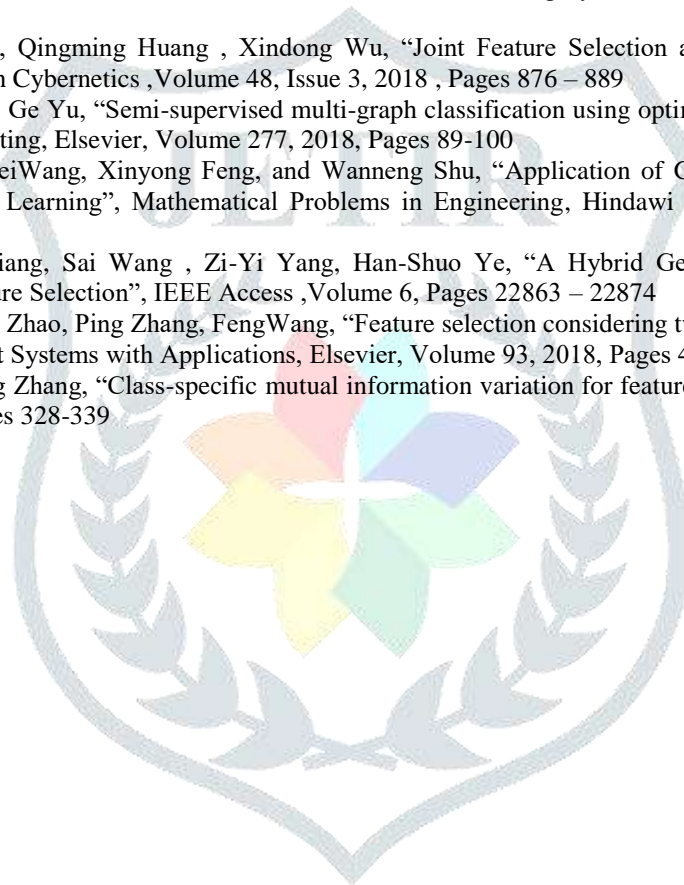 , Qingming Huang , Xindong Wu, “Joint Feature Selection a
Cybernetics ,Volume 48, Issue 3, 2018 , Pages 876 – 889
Ge Yu, “Semi-supervised multi-graph classification using opti
ting, Elsevier, Volume 277, 2018, Pages 89-100
eiWang, Xinyong Feng, and Wanneng Shu, “Application of
Learning”, Mathematical Problems in Engineering, Hindawi
JETIR
iang, Sai Wang , Zi-Yi Yang, Han-Shuo Ye, “A Hybrid Ge
ure Selection”, IEEE Access ,Volume 6, Pages 22863 – 22874
Zhao, Ping Zhang, FengWang, “Feature selection considering
t Systems with Applications, Elsevier, Volume 93, 2018, Pages
g Zhang, “Class-specific mutual information variation for feature
es 328-339